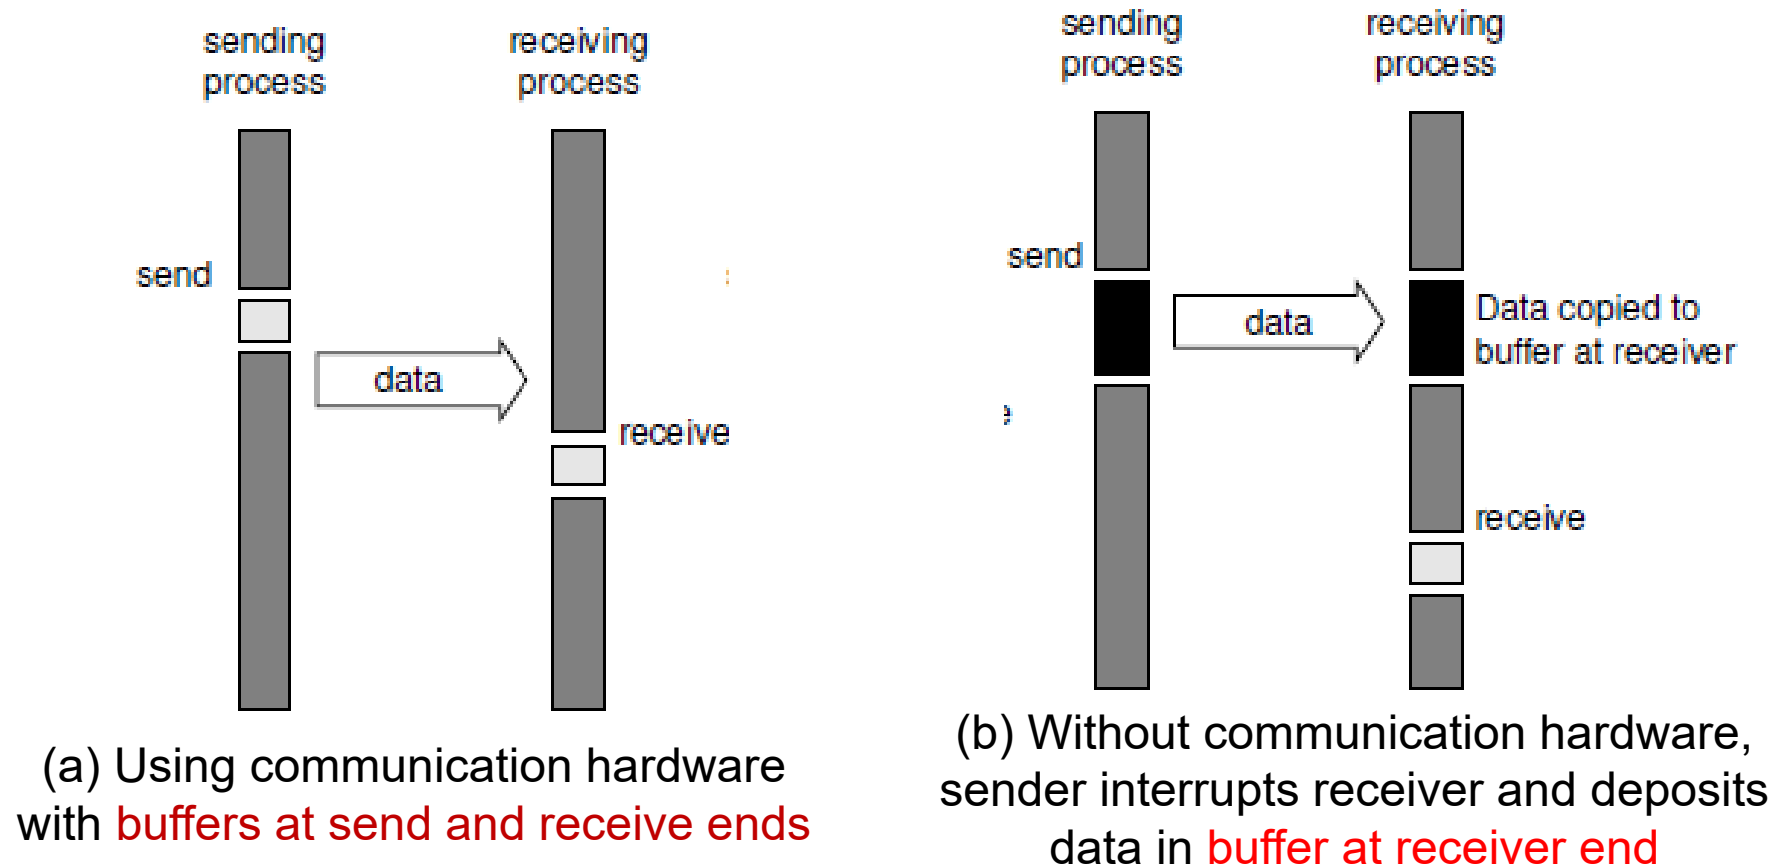 sending
process
receiving
process
send
data
receive
(a) Using communication hardware
with buffers at send and receive ends
sending
process
receiving
process
send
data
Data copied to
buffer at receiver
receive
(b) Without communication hardware,
sender interrupts receiver and deposits
data in buffer at receiver end